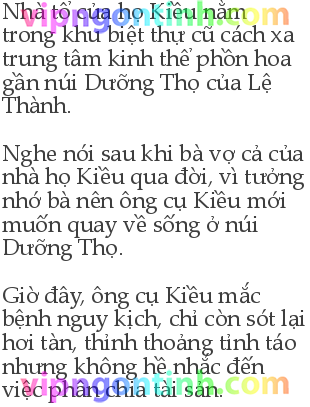 vipngontinh.com
Nhà tổ của họ Kiều nằm
trong khu biệt thự cũ cách xa
trung tâm kinh thể phồn hoa
gần núi Dưỡng Thọ của Lệ
Thành.
Nghe nói sau khi bà vợ cả của
nhà họ Kiều qua đời, vì tưởng
nhớ bà nên ông cụ Kiều mới
muốn quay về sống ở núi
Dưỡng Thọ.
Giờ đây, ông cụ Kiều mắc
bệnh nguy kịch, chỉ còn sót lại
hơi tàn, thỉnh thoảng tỉnh táo
nhưng không hề nhắc đến
việc phân chia tài sản.
vipngontinh.com